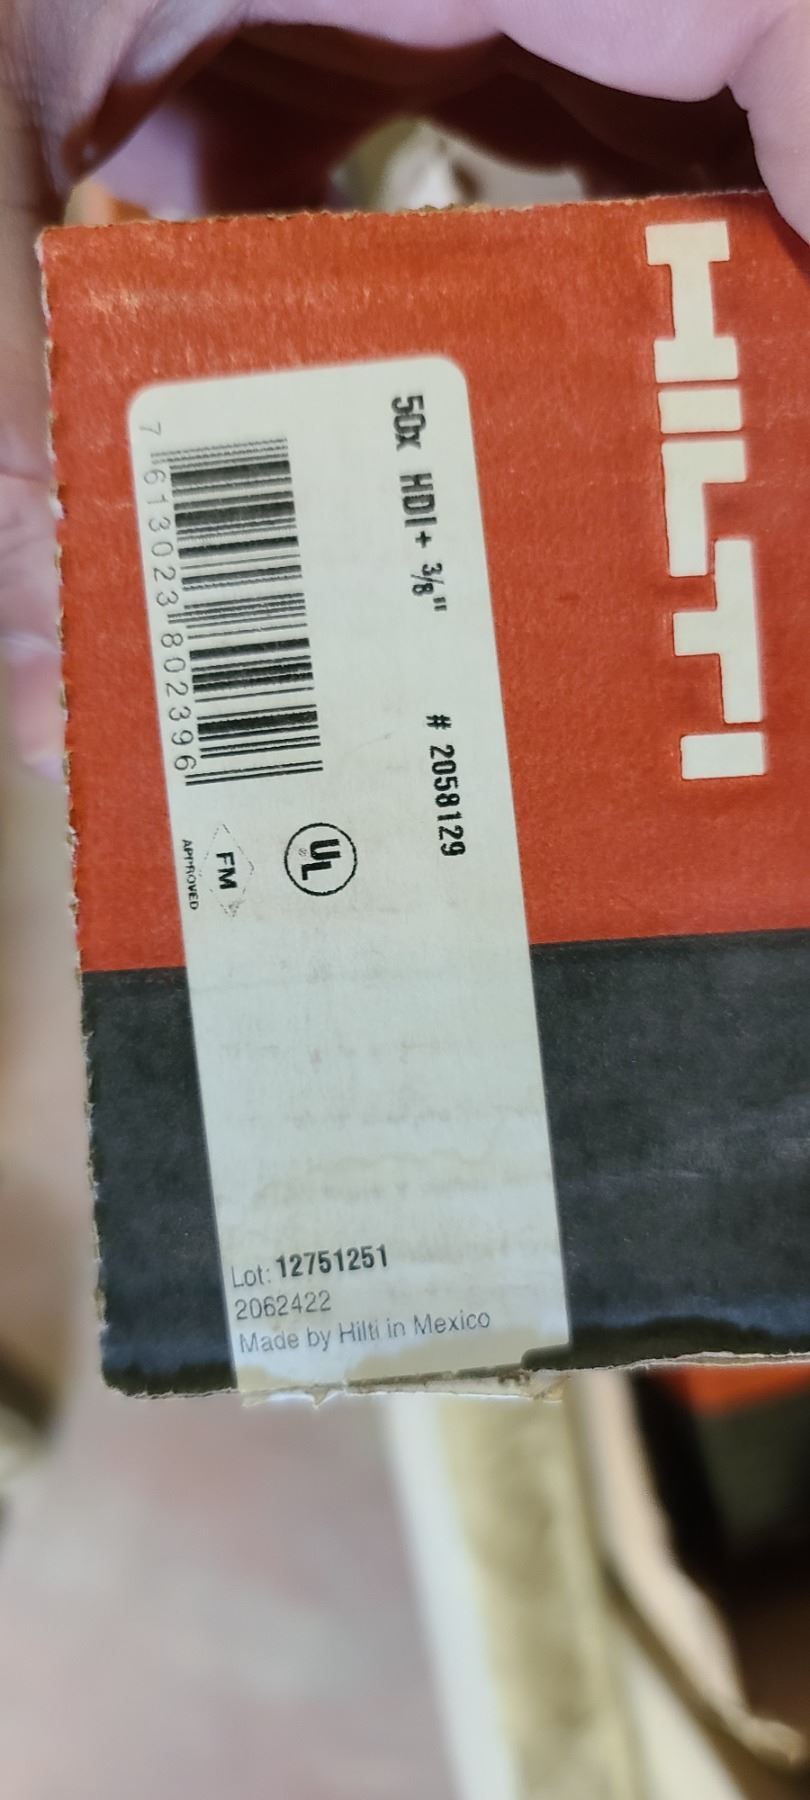 HILTI
50x HDI+ 3/8" # 2058129
7 613023 802396
UL
FM
APPROVED
Lot: 12751251
2062422
Made by Hilti in Mexico